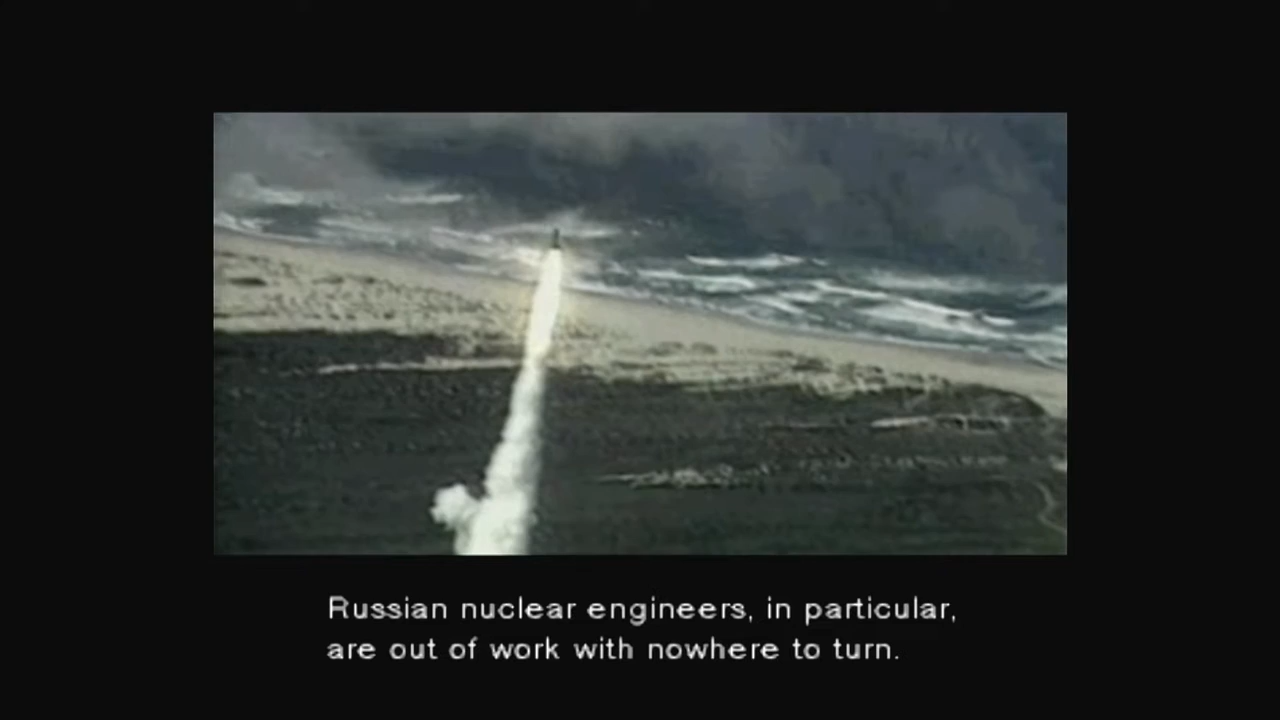 Russian nuclear engineers, in particular,
are out of work with nowhere to turn.